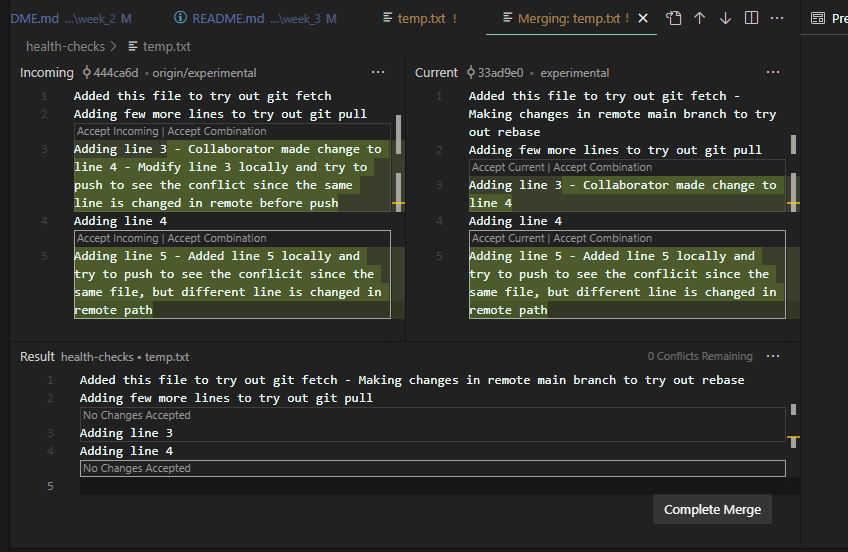 DME.md ...\week_2 M
README.md ...\week_3 M
temp.txt !
Merging: temp.txt !
Pre
health-checks > temp.txt
Incoming 444ca6d • origin/experimental
1 Added this file to try out git fetch
2 Adding few more lines to try out git pull
Accept Incoming | Accept Combination
3 Adding line 3 - Collaborator made change to
line 4 - Modify line 3 locally and try to
push to see the conflict since the same
line is changed in remote before push
4 Adding line 4
Accept Incoming | Accept Combination
5 Adding line 5 - Added line 5 locally and
try to push to see the conflicit since the
same file, but different line is changed in
remote path
Current 33ad9e0 • experimental
1 Added this file to try out git fetch -
Making changes in remote main branch to try
out rebase
2 Adding few more lines to try out git pull
Accept Current | Accept Combination
3 Adding line 3 - Collaborator made change to
line 4
4 Adding line 4
Accept Current | Accept Combination
5 Adding line 5 - Added line 5 locally and
try to push to see the conflicit since the
same file, but different line is changed in
remote path
Result health-checks • temp.txt
0 Conflicts Remaining
1 Added this file to try out git fetch - Making changes in remote main branch to try out rebase
2 Adding few more lines to try out git pull
No Changes Accepted
3 Adding line 3
4 Adding line 4
No Changes Accepted
5
Complete Merge